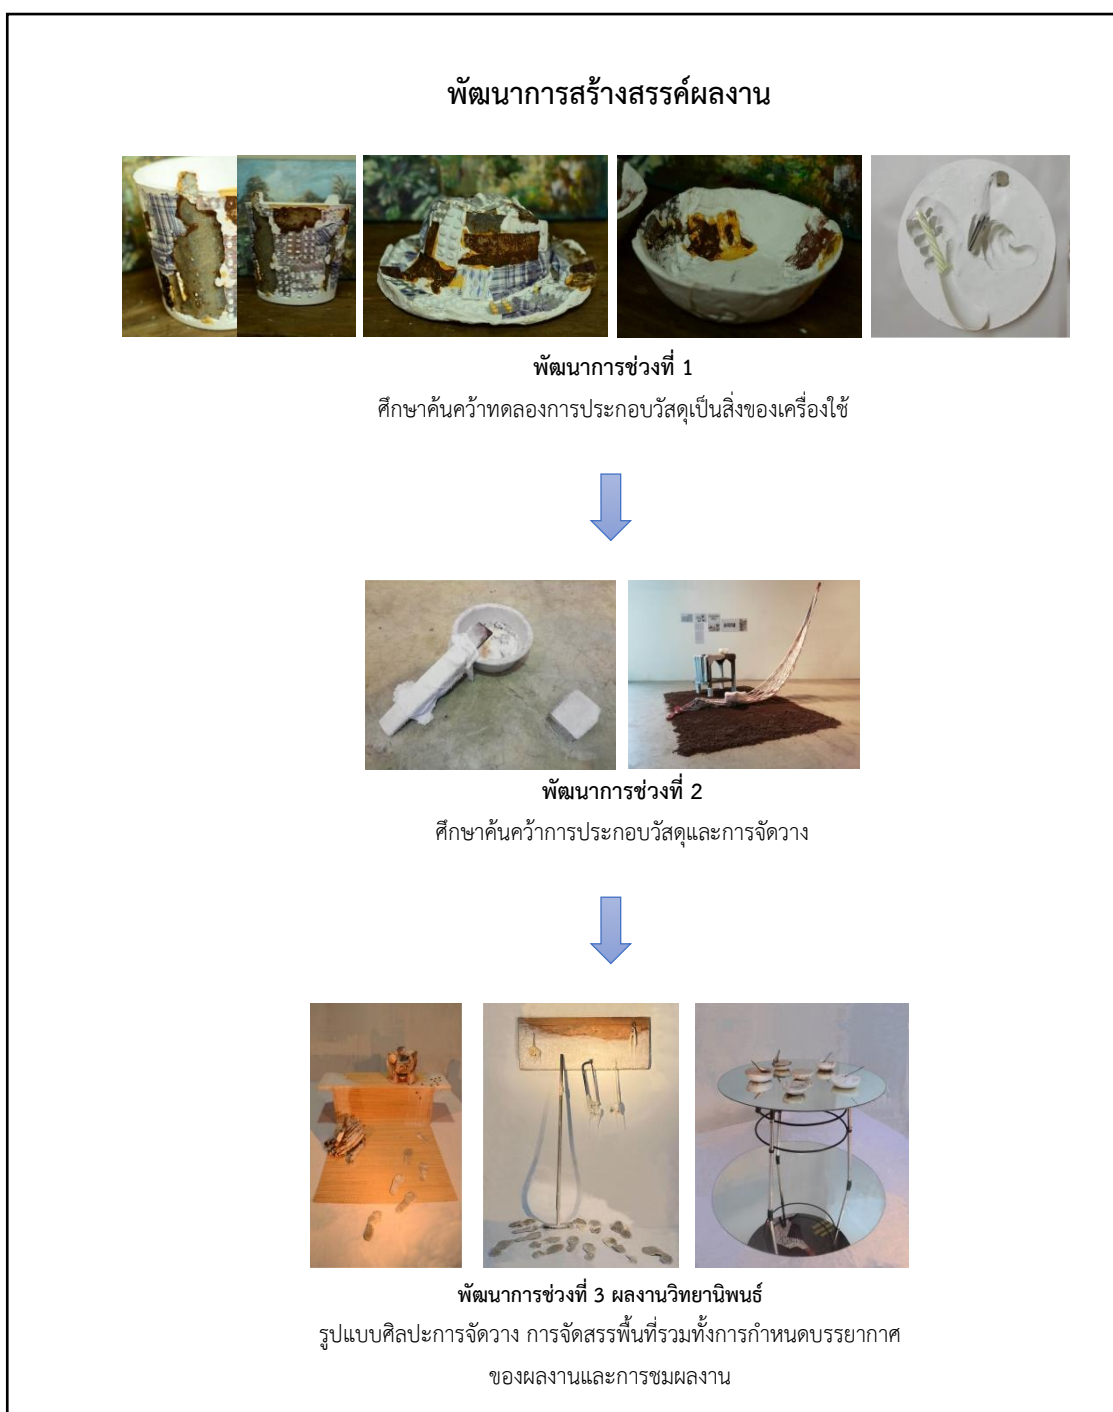 พัฒนาการสร้างสรรค์ผลงาน
พัฒนาการช่วงที่ 1
ศึกษาค้นคว้าทดลองการประกอบวัสดุเป็นสิ่งของเครื่องใช้
พัฒนาการช่วงที่ 2
ศึกษาค้นคว้าการประกอบวัสดุและการจัดวาง
พัฒนาการช่วงที่ 3 ผลงานวิทยานิพนธ์
รูปแบบศิลปะการจัดวาง การจัดสรรพื้นที่รวมทั้งการกำหนดบรรยากาศ
ของผลงานและการชมผลงาน